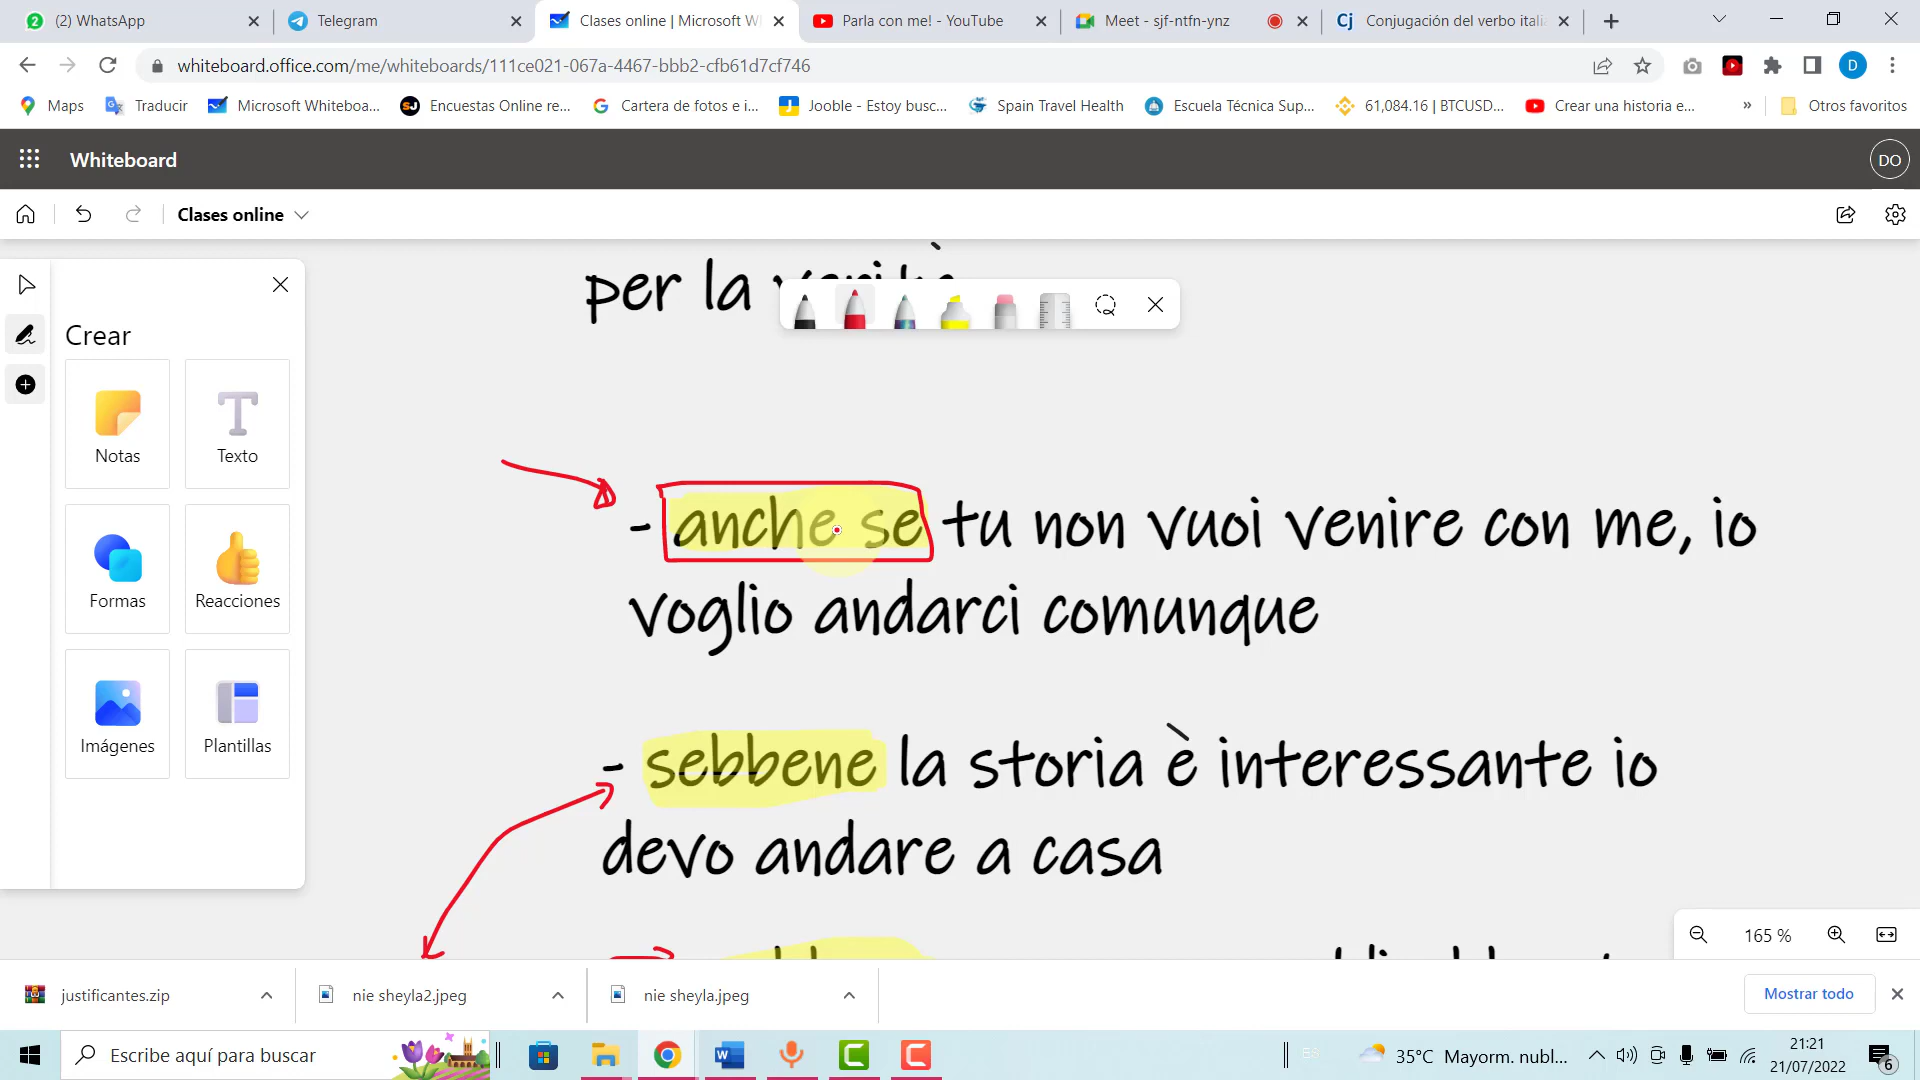 (2) WhatsApp
Telegram
Clases online | Microsoft W
Parla con me! - YouTube
Meet - sjf-ntfn-ynz
Cj
Conjugación del verbo itali
whiteboard.office.com/me/whiteboards/111ce021-067a-4467-bbb2-cfb61d7cf746
D
Maps
Traducir
Microsoft Whiteboa...
Encuestas Online re...
Cartera de fotos e i...
Jooble - Estoy busc...
Spain Travel Health
Escuela Técnica Sup...
61,084.16 | BTCUSD...
Crear una historia e...
»
Otros favoritos
Whiteboard
DO
Clases online
per la
Crear
Notas
Texto
Formas
Reacciones
Imágenes
Plantillas
- anche se tu non vuoi venire con me, io
voglio andarci comunque
- sebbene la storia è interessante io
devo andare a casa
165 %
justificantes.zip
nie sheyla2.jpeg
nie sheyla.jpeg
Mostrar todo
Escribe aquí para buscar
35°C Mayorm. nubl...
21:21
21/07/2022
6